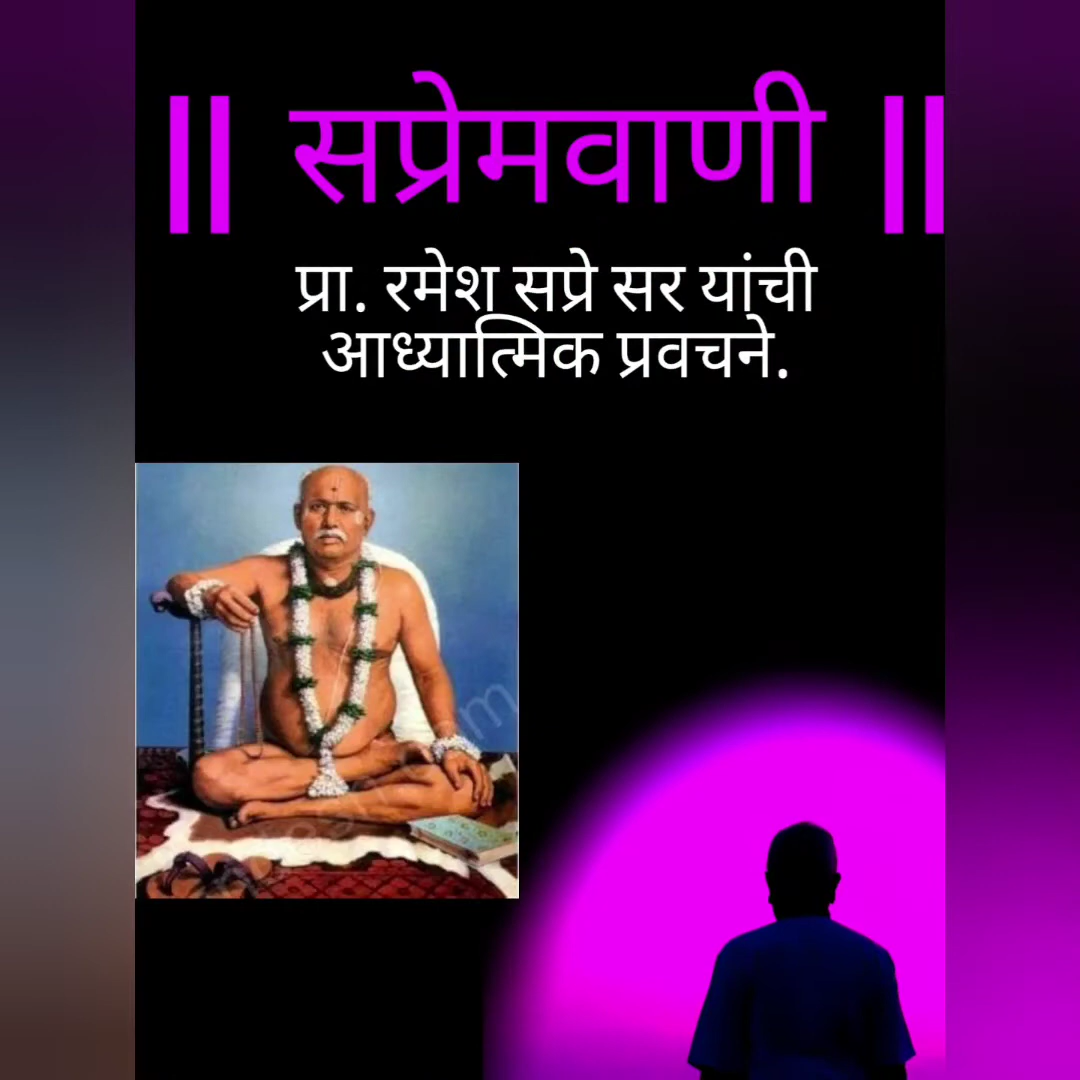 || सप्रेमवाणी ||
प्रा. रमेश सप्रे सर यांची
आध्यात्मिक प्रवचने.